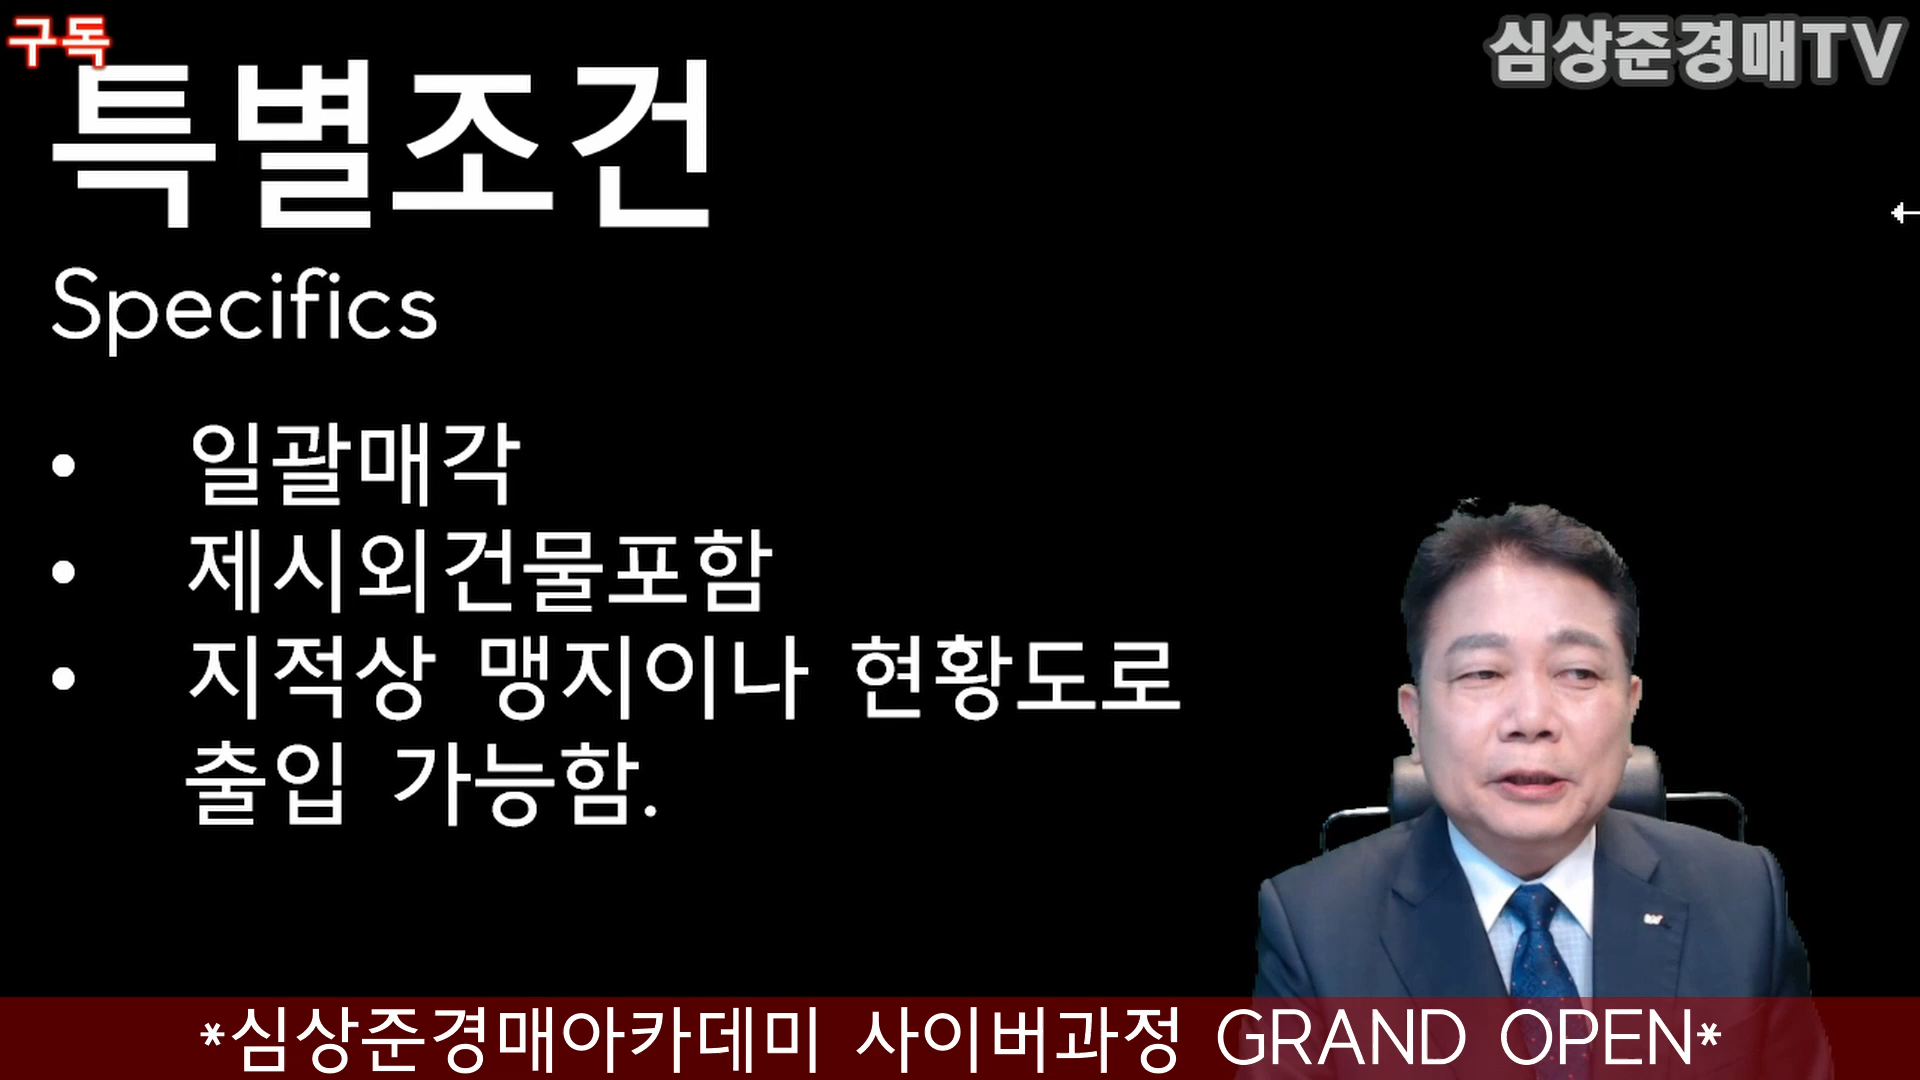 구독
심상준경매TV
특별조건
Specifics
• 일괄매각
• 제시외건물포함
• 지적상 맹지이나 현황도로
출입 가능함.
*심상준경매아카데미 사이버과정 GRAND OPEN*